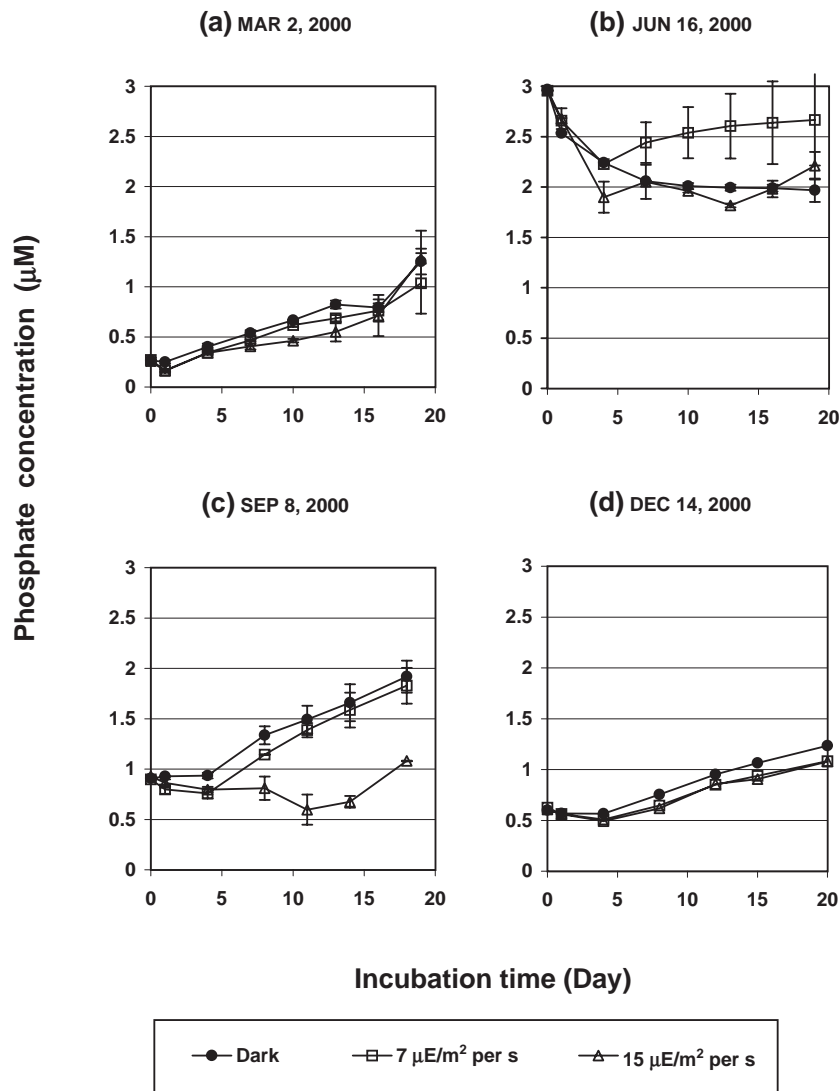 (a) MAR 2, 2000
(b) JUN 16, 2000
3
2.5
2
1.5
1
0.5
0
0 5 10 15 20
3
2.5
2
1.5
1
0.5
0
0 5 10 15 20
Phosphate concentration (μM)
(c) SEP 8, 2000
(d) DEC 14, 2000
3
2.5
2
1.5
1
0.5
0
0 5 10 15 20
3
2.5
2
1.5
1
0.5
0
0 5 10 15 20
Incubation time (Day)
Dark
7 μE/m² per s
15 μE/m² per s